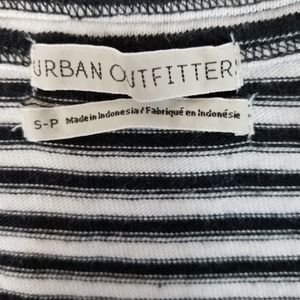 URBAN OUTFITTERS
S-P Made in Indonesia / Fabriqué en Indonésie